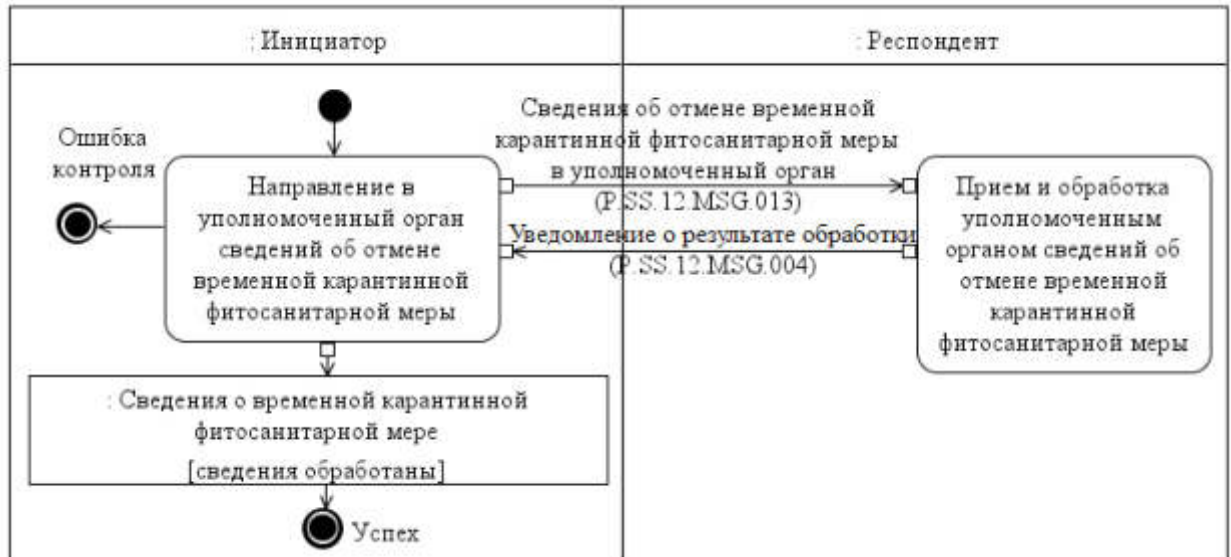 : Инициатор
: Респондент
Ошибка
контроля
Направление в
уполномоченный орган
сведений об отмене
временной карантинной
фитосанитарной меры
Сведения об отмене временной
карантинной фитосанитарной меры
в уполномоченный орган
(P.SS.12.MSG.013)
Уведомление о результате обработки
(P.SS.12.MSG.004)
Прием и обработка
уполномоченным
органом сведений об
отмене временной
карантинной
фитосанитарной меры
: Сведения о временной карантинной
фитосанитарной мере
[сведения обработаны]
Успех